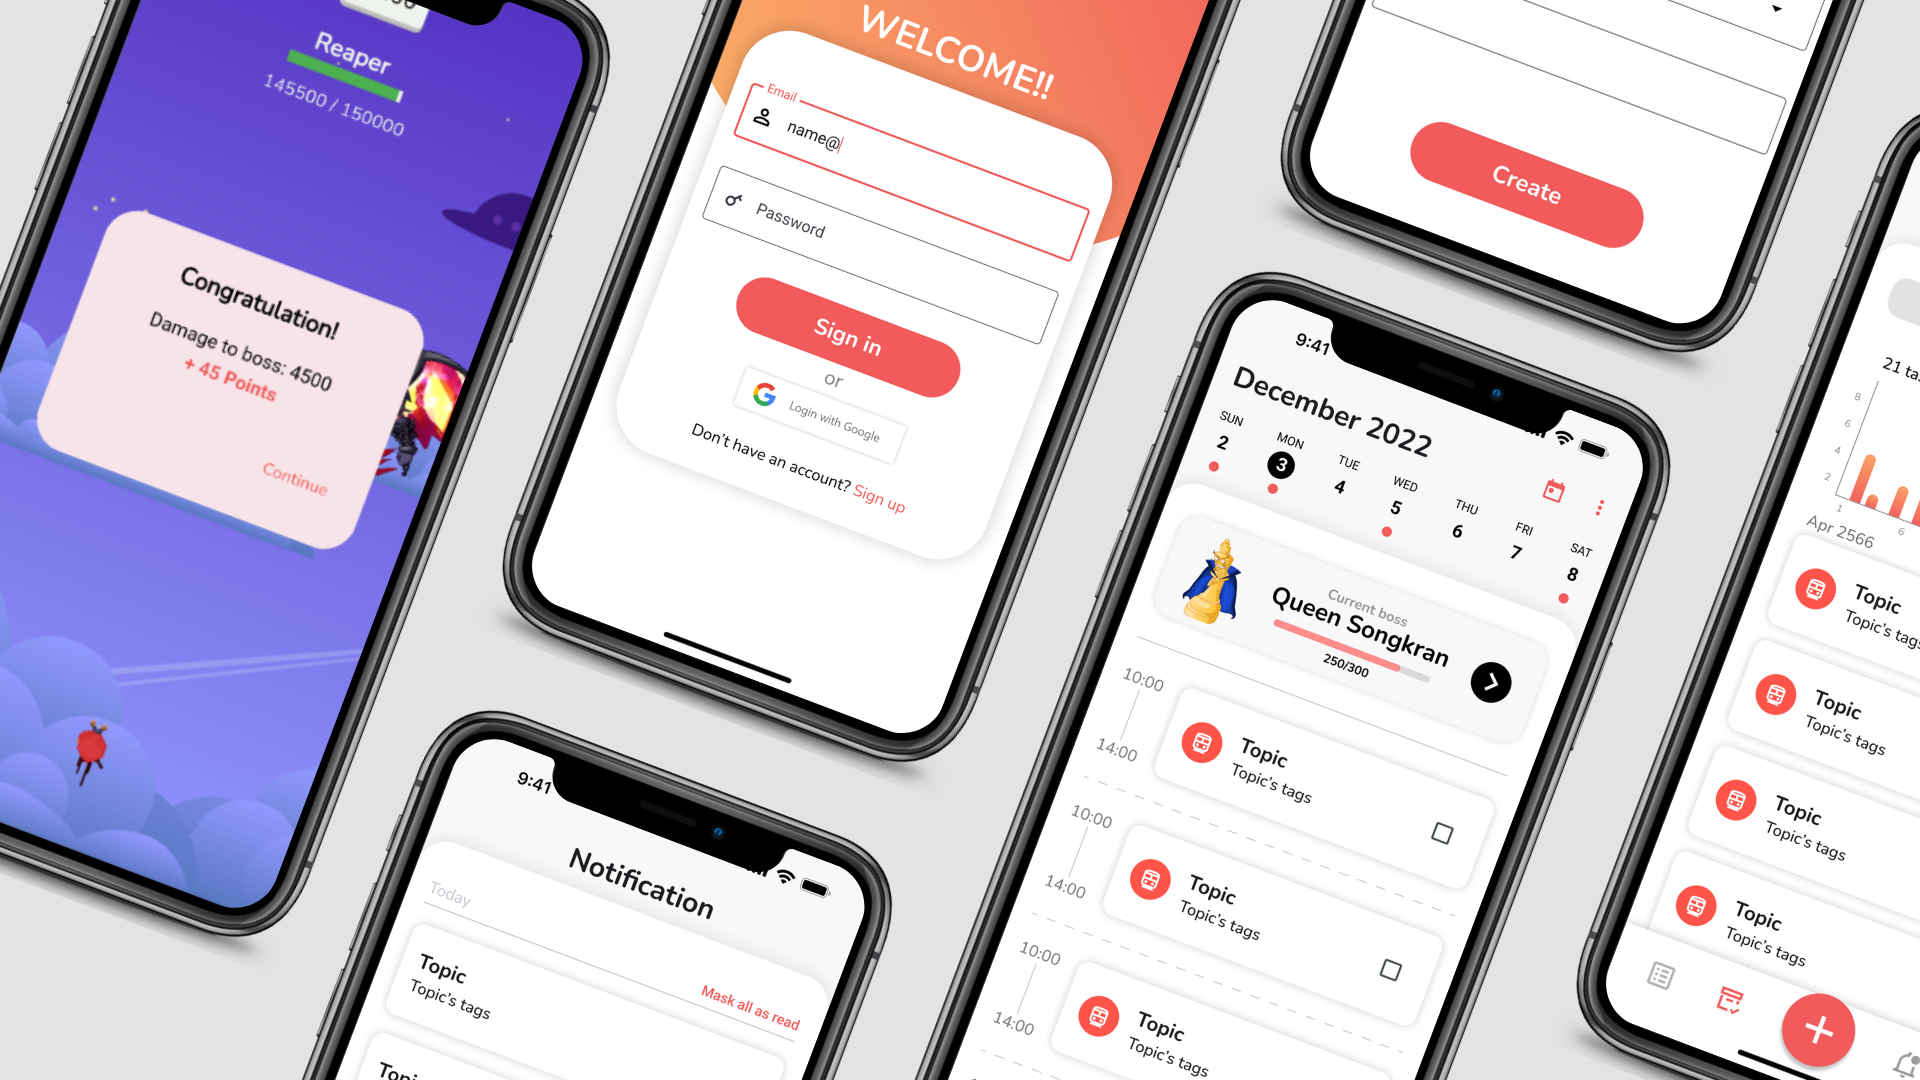 Reaper
145500 / 150000
Congratulation!
Damage to boss: 4500
+ 45 Points
Continue
WELCOME!!
Email
name@
Password
Sign in
or
Login with Google
Don't have an account? Sign up
9:41
Notification
Today
Mask all as read
Topic
Topic's tags
Create
9:41
December 2022
SUN MON TUE WED THU FRI SAT
2 3 4 5 6 7 8
Current boss
Queen Songkran
250/300
10:00
14:00
Topic
Topic's tags
10:00
14:00
Topic
Topic's tags
10:00
14:00
Topic
Topic's tags
21
8
6
4
2
1 6
Apr 2566
Topic
Topic's tags
Topic
Topic's tags
Topic
Topic's tags
Topic
Topic's tags